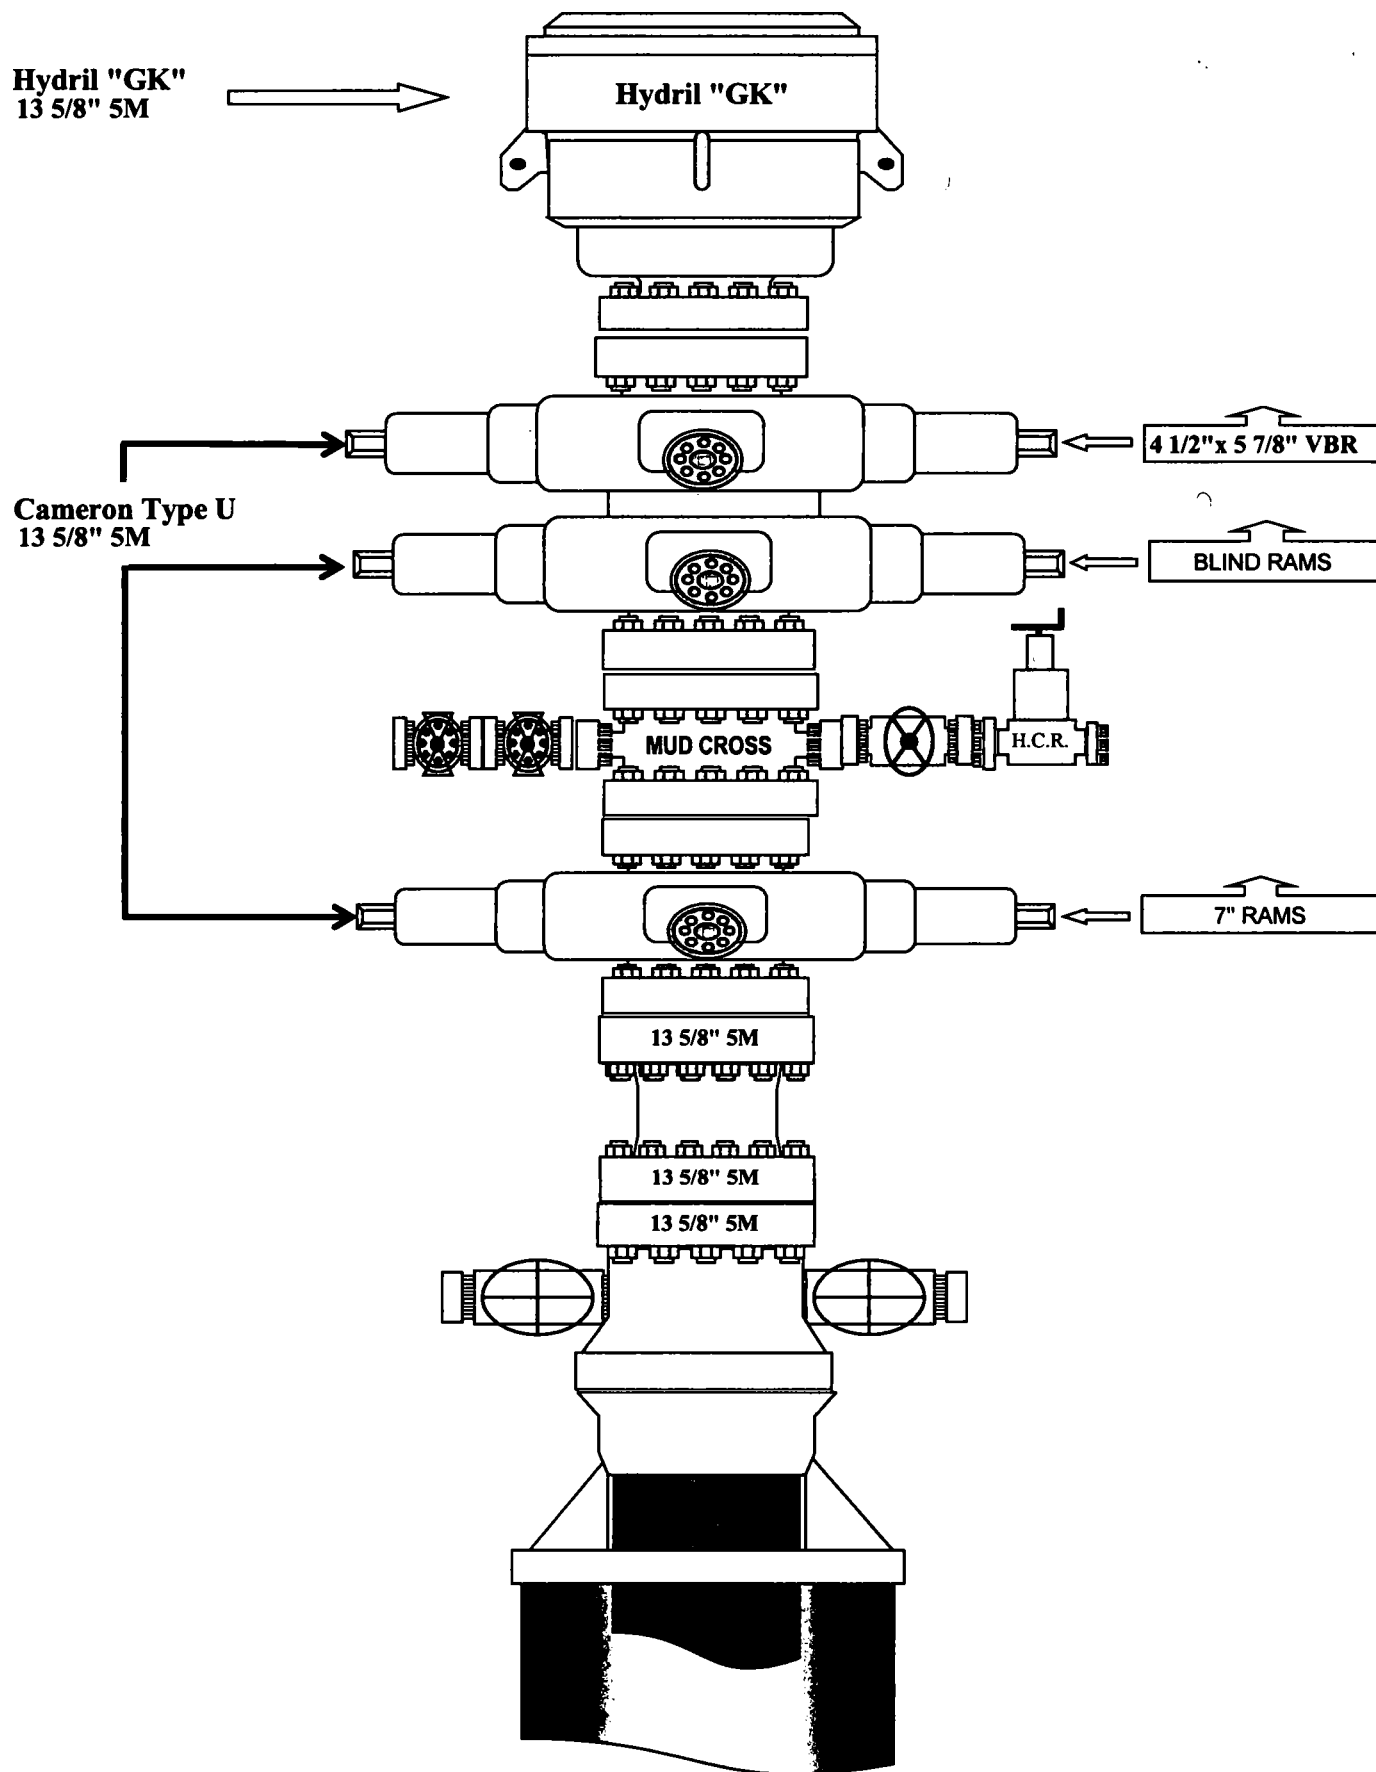 Hydril "GK"
13 5/8" 5M
Hydril "GK"
4 1/2"x 5 7/8" VBR
Cameron Type U
13 5/8" 5M
BLIND RAMS
MUD CROSS
H.C.R.
7" RAMS
13 5/8" 5M
13 5/8" 5M
13 5/8" 5M